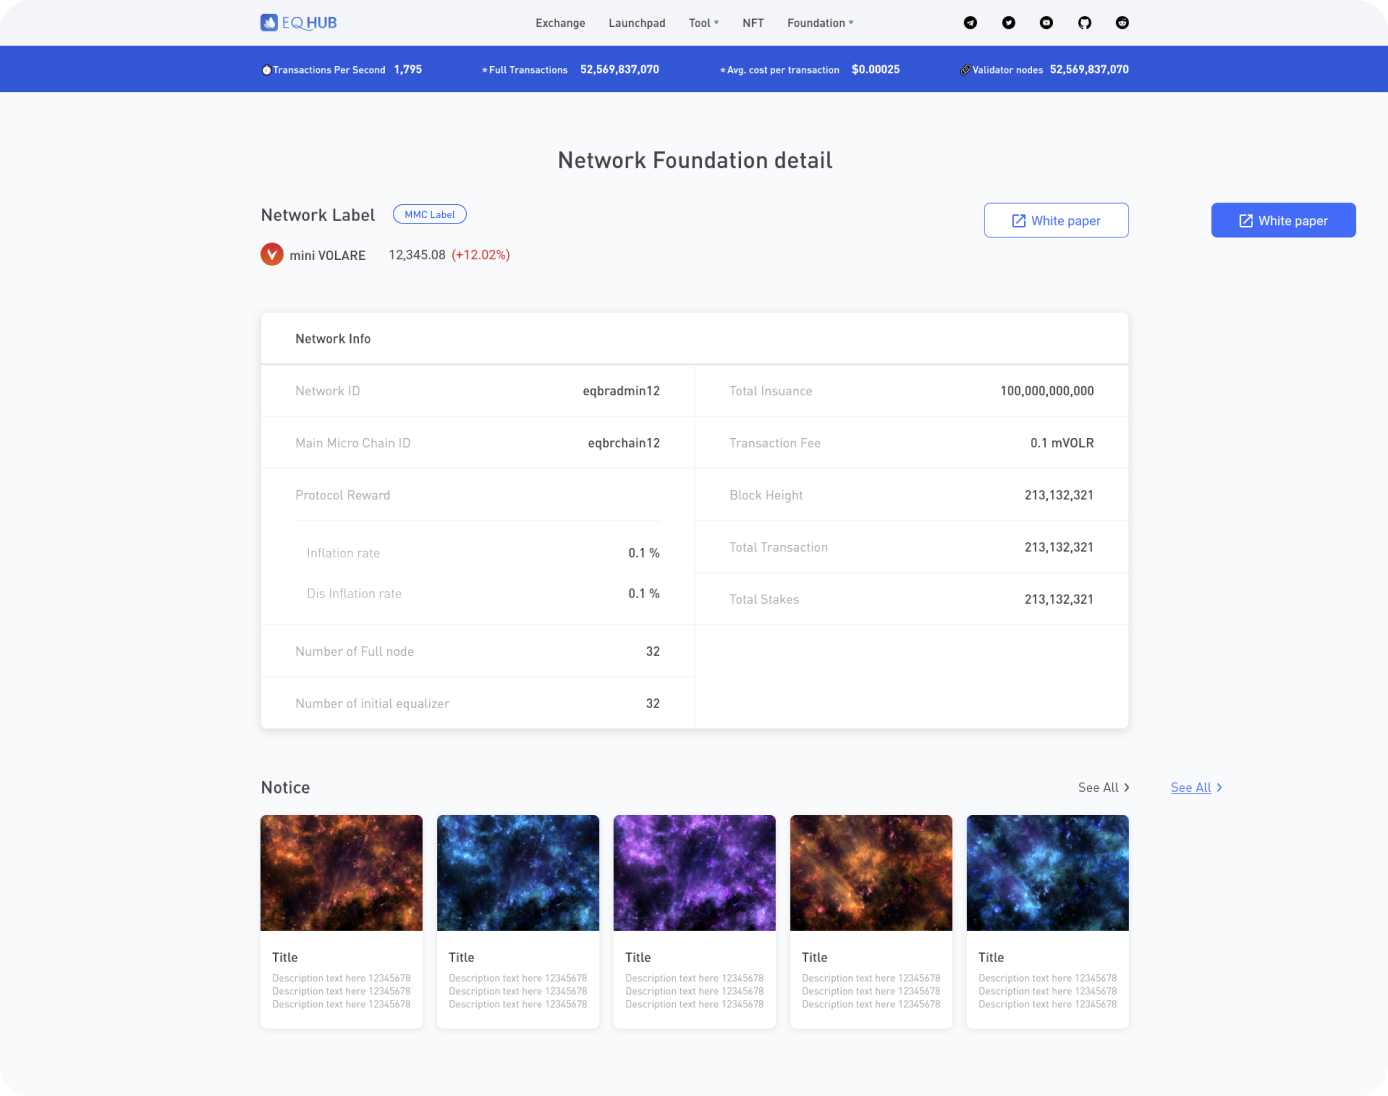 EQ HUB
Exchange Launchpad Tool NFT Foundation
Transactions Per Second 1,795 Full Transactions 52,569,837,070 Avg. cost per transaction $0.00025 Validator nodes 52,569,837,070
Network Foundation detail
Network Label MMC Label White paper White paper
mini VOLARE 12,345.08 (+12.02%)
Network Info
Network ID eqbradmin12 Total Insuance 100,000,000,000
Main Micro Chain ID eqbrchain12 Transaction Fee 0.1 mVOLR
Protocol Reward Block Height 213,132,321
Inflation rate 0.1 % Total Transaction 213,132,321
Dis Inflation rate 0.1 % Total Stakes 213,132,321
Number of Full node 32
Number of initial equalizer 32
Notice See All See All
Title Title Title Title Title
Description text here 12345678 Description text here 12345678 Description text here 12345678 Description text here 12345678 Description text here 12345678
Description text here 12345678 Description text here 12345678 Description text here 12345678 Description text here 12345678 Description text here 12345678
Description text here 12345678 Description text here 12345678 Description text here 12345678 Description text here 12345678 Description text here 12345678